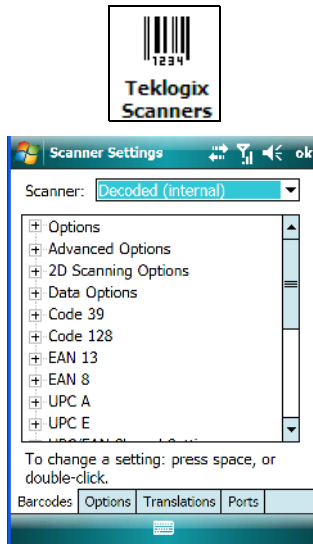 1234
Teklogix
Scanners
Scanner Settings ok
Scanner: Decoded (internal)
Options
Advanced Options
2D Scanning Options
Data Options
Code 39
Code 128
EAN 13
EAN 8
UPC A
UPC E
To change a setting: press space, or
double-click.
Barcodes Options Translations Ports